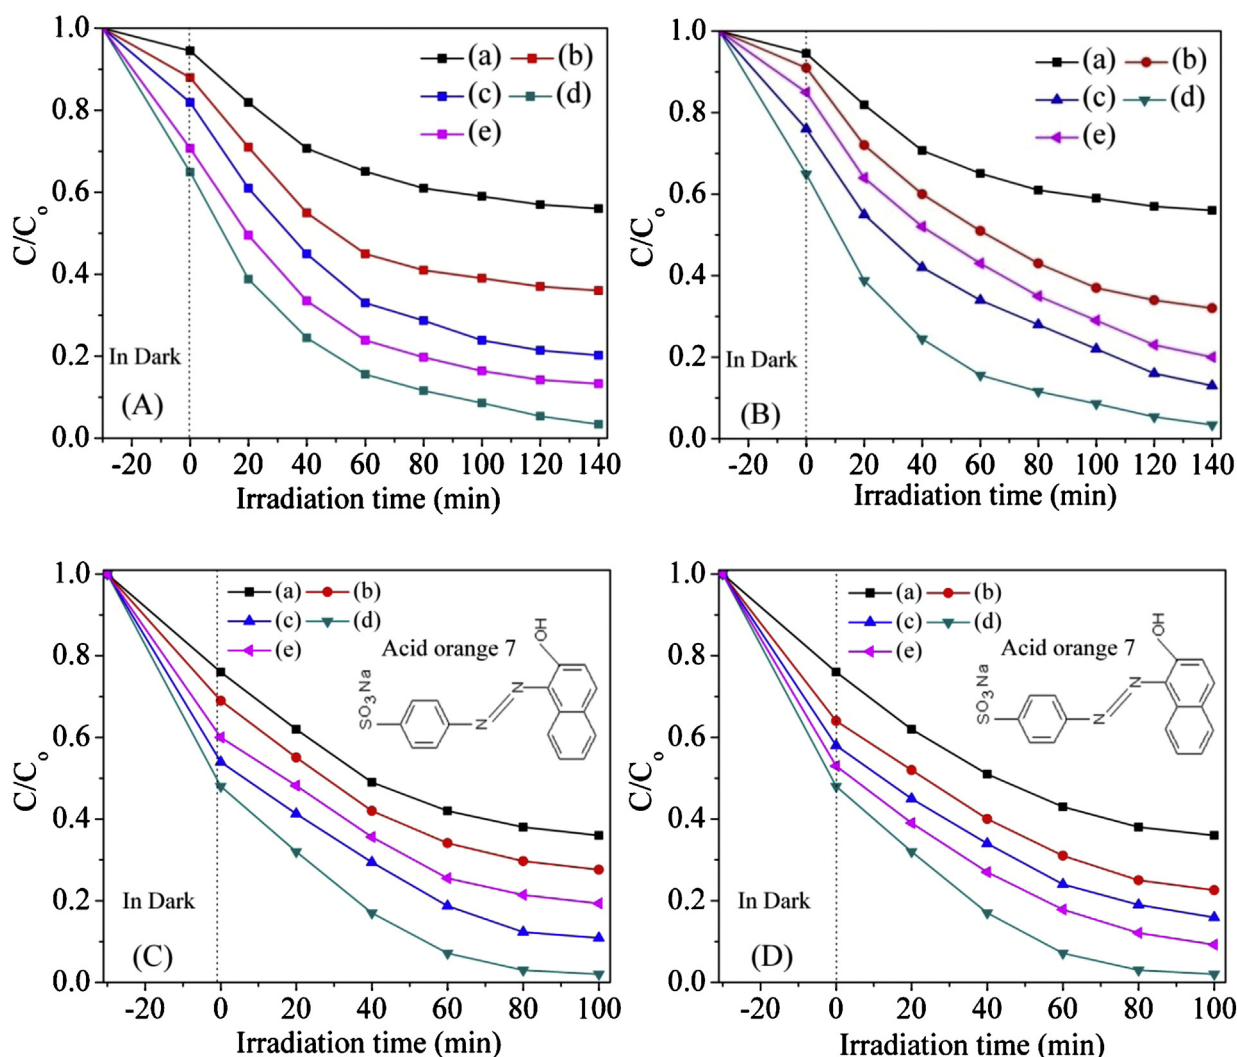 1.0
0.8
0.6
0.4
0.2
0.0
C/Co
(a) (b)
(c) (d)
(e)
In Dark
(A)
-20 0 20 40 60 80 100 120 140
Irradiation time (min)
1.0
0.8
0.6
0.4
0.2
0.0
C/Co
(a) (b)
(c) (d)
(e)
In Dark
(B)
-20 0 20 40 60 80 100 120 140
Irradiation time (min)
1.0
0.8
0.6
0.4
0.2
0.0
C/Co
(a) (b)
(c) (d)
(e)
Acid orange 7
OH
SO3Na
N
N
In Dark
(C)
-20 0 20 40 60 80 100
Irradiation time (min)
1.0
0.8
0.6
0.4
0.2
0.0
C/Co
(a) (b)
(c) (d)
(e)
Acid orange 7
OH
SO3Na
N
N
In Dark
(D)
-20 0 20 40 60 80 100
Irradiation time (min)